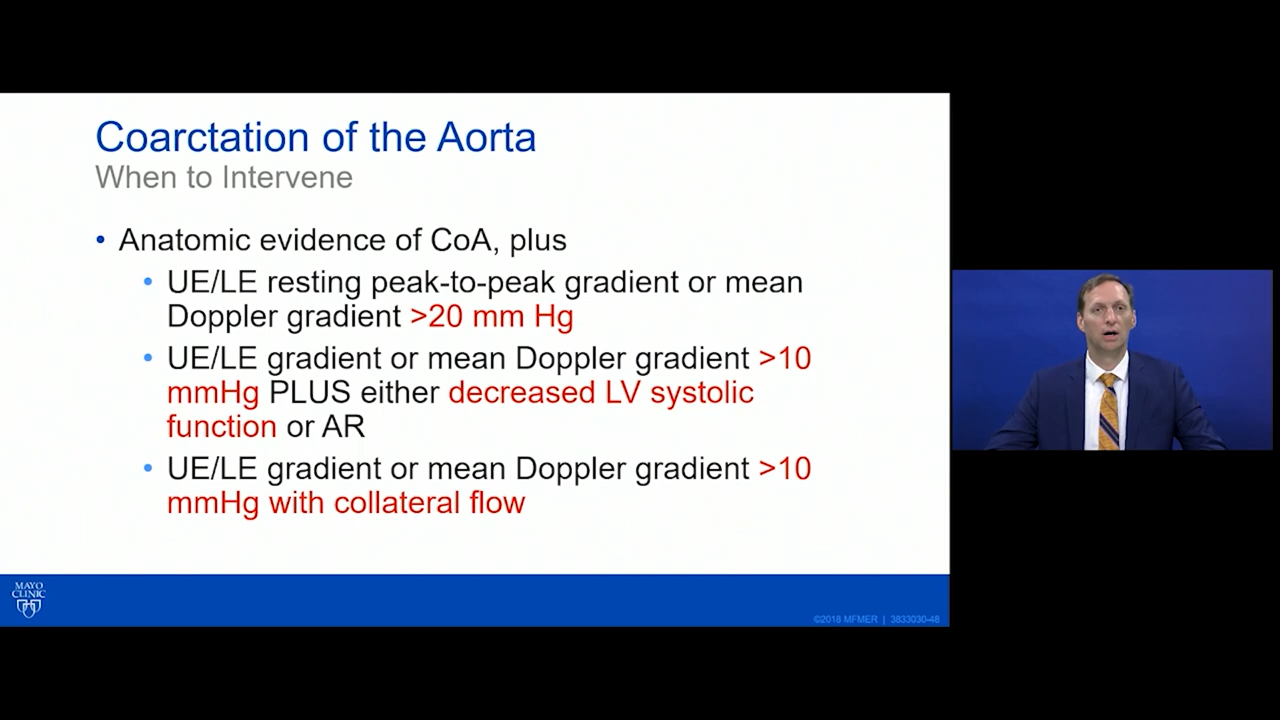 Coarctation of the Aorta
When to Intervene
• Anatomic evidence of CoA, plus
• UE/LE resting peak-to-peak gradient or mean
Doppler gradient >20 mm Hg
• UE/LE gradient or mean Doppler gradient >10
mmHg PLUS either decreased LV systolic
function or AR
• UE/LE gradient or mean Doppler gradient >10
mmHg with collateral flow
MAYO
CLINIC
©2018 MFMER | 3833030-48